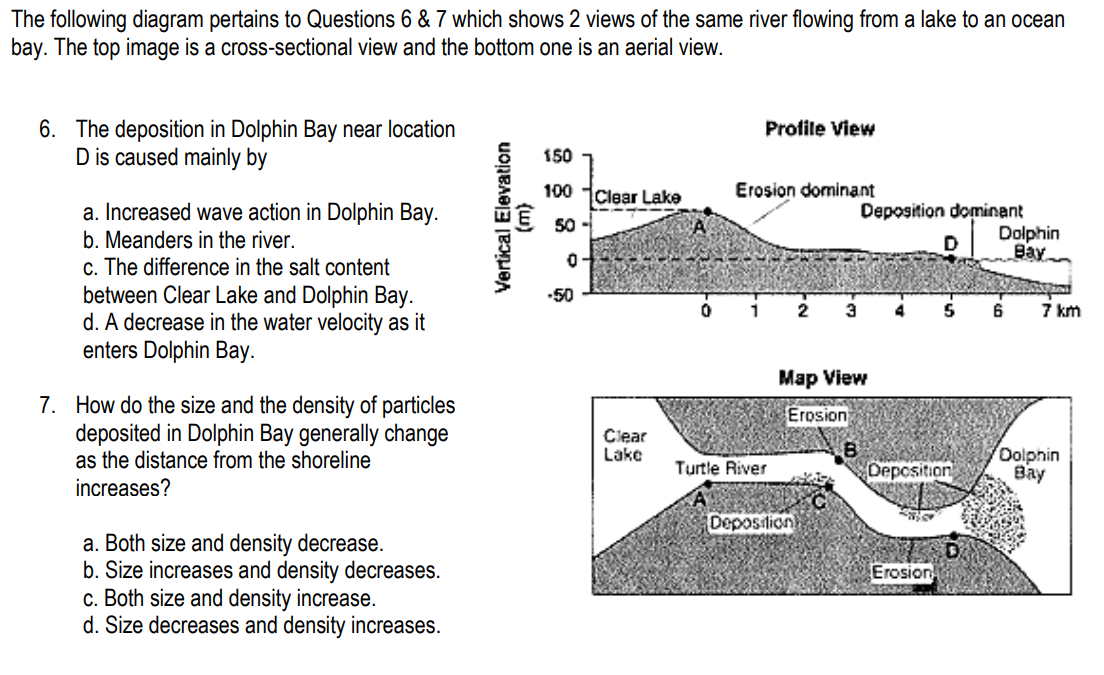 The following diagram pertains to Questions 6 & 7 which shows 2 views of the same river flowing from a lake to an ocean
bay. The top image is a cross-sectional view and the bottom one is an aerial view.
6. The deposition in Dolphin Bay near location
D is caused mainly by
a. Increased wave action in Dolphin Bay.
b. Meanders in the river.
c. The difference in the salt content
between Clear Lake and Dolphin Bay.
d. A decrease in the water velocity as it
enters Dolphin Bay.
7. How do the size and the density of particles
deposited in Dolphin Bay generally change
as the distance from the shoreline
increases?
a. Both size and density decrease.
b. Size increases and density decreases.
c. Both size and density increase.
d. Size decreases and density increases.
Profile View
Vertical Elevation
(m)
150
100
50
0
-50
Clear Lake
Erosion dominant
Deposition dominant
Dolphin
Bay
A
D
0 1 2 3 4 5 6 7 km
Map View
Erosion
Clear
Lake
B
Dolphin
Bay
Turtle River
Deposition
A
C
Deposition
D
Erosion